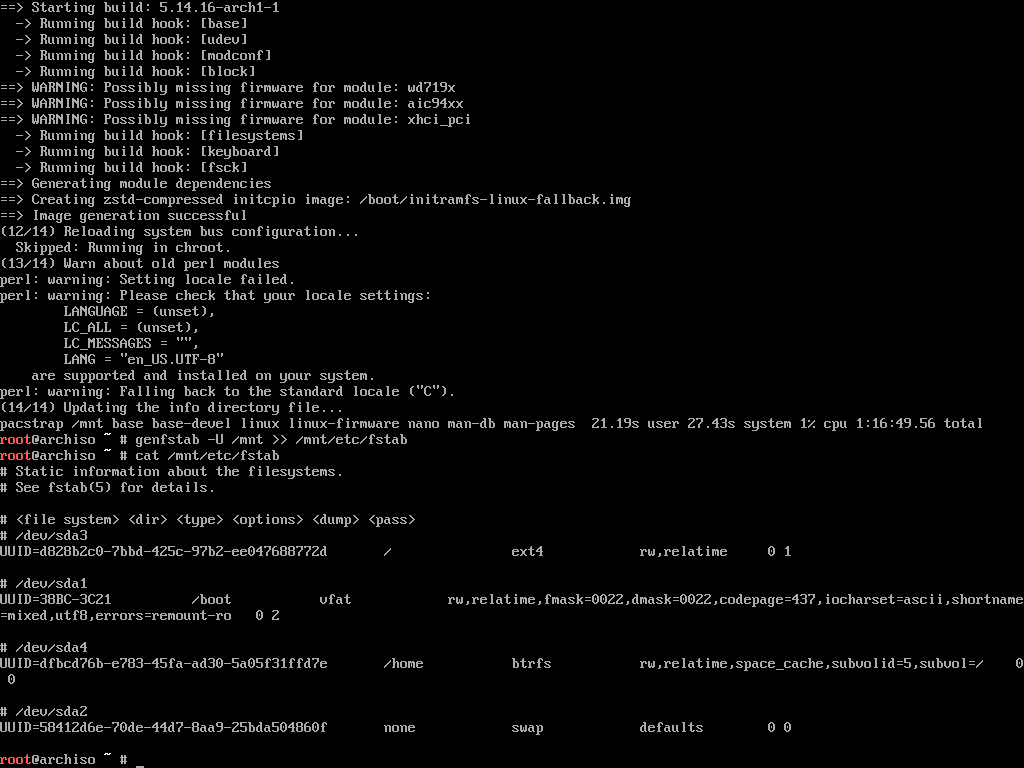 ==> Starting build: 5.14.16-arch1-1
  -> Running build hook: [base]
  -> Running build hook: [udev]
  -> Running build hook: [modconf]
  -> Running build hook: [block]
==> WARNING: Possibly missing firmware for module: wd719x
==> WARNING: Possibly missing firmware for module: aic94xx
==> WARNING: Possibly missing firmware for module: xhci_pci
  -> Running build hook: [filesystems]
  -> Running build hook: [keyboard]
  -> Running build hook: [fsck]
==> Generating module dependencies
==> Creating zstd-compressed initcpio image: /boot/initramfs-linux-fallback.img
==> Image generation successful
(12/14) Reloading system bus configuration...
  Skipped: Running in chroot.
(13/14) Warn about old perl modules
perl: warning: Setting locale failed.
perl: warning: Please check that your locale settings:
        LANGUAGE = (unset),
        LC_ALL = (unset),
        LC_MESSAGES = "",
        LANG = "en_US.UTF-8"
    are supported and installed on your system.
perl: warning: Falling back to the standard locale ("C").
(14/14) Updating the info directory file...
pacstrap /mnt base base-devel linux linux-firmware nano man-db man-pages  21.19s user 27.43s system 1% cpu 1:16:49.56 total
root@archiso ~ # genfstab -U /mnt >> /mnt/etc/fstab
root@archiso ~ # cat /mnt/etc/fstab
# Static information about the filesystems.
# See fstab(5) for details.

# <file system> <dir> <type> <options> <dump> <pass>
# /dev/sda3
UUID=d828b2c0-7bbd-425c-97b2-ee047688772d       /               ext4            rw,relatime     0 1

# /dev/sda1
UUID=38BC-3C21          /boot           vfat            rw,relatime,fmask=0022,dmask=0022,codepage=437,iocharset=ascii,shortname
=mixed,utf8,errors=remount-ro   0 2

# /dev/sda4
UUID=dfbcd76b-e783-45fa-ad30-5a05f31ffd7e       /home           btrfs           rw,relatime,space_cache,subvolid=5,subvol=/    0
 0

# /dev/sda2
UUID=58412d6e-70de-44d7-8aa9-25bda504860f       none            swap            defaults        0 0

root@archiso ~ # _